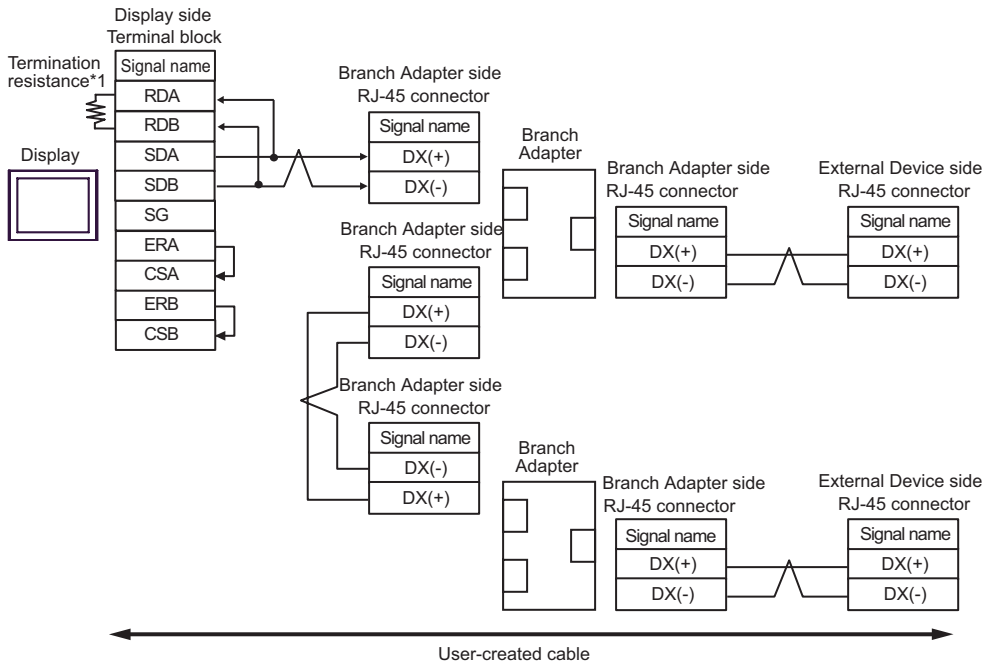 Display side
Terminal block
Termination
resistance*1
Signal name
RDA
RDB
SDA
SDB
SG
ERA
CSA
ERB
CSB
Display
Branch Adapter side
RJ-45 connector
Signal name
DX(+)
DX(-)
Branch
Adapter
Branch Adapter side
RJ-45 connector
Signal name
DX(+)
DX(-)
External Device side
RJ-45 connector
Signal name
DX(+)
DX(-)
Branch Adapter side
RJ-45 connector
Signal name
DX(+)
DX(-)
Branch Adapter side
RJ-45 connector
Signal name
DX(-)
DX(+)
Branch
Adapter
Branch Adapter side
RJ-45 connector
Signal name
DX(+)
DX(-)
External Device side
RJ-45 connector
Signal name
DX(+)
DX(-)
User-created cable